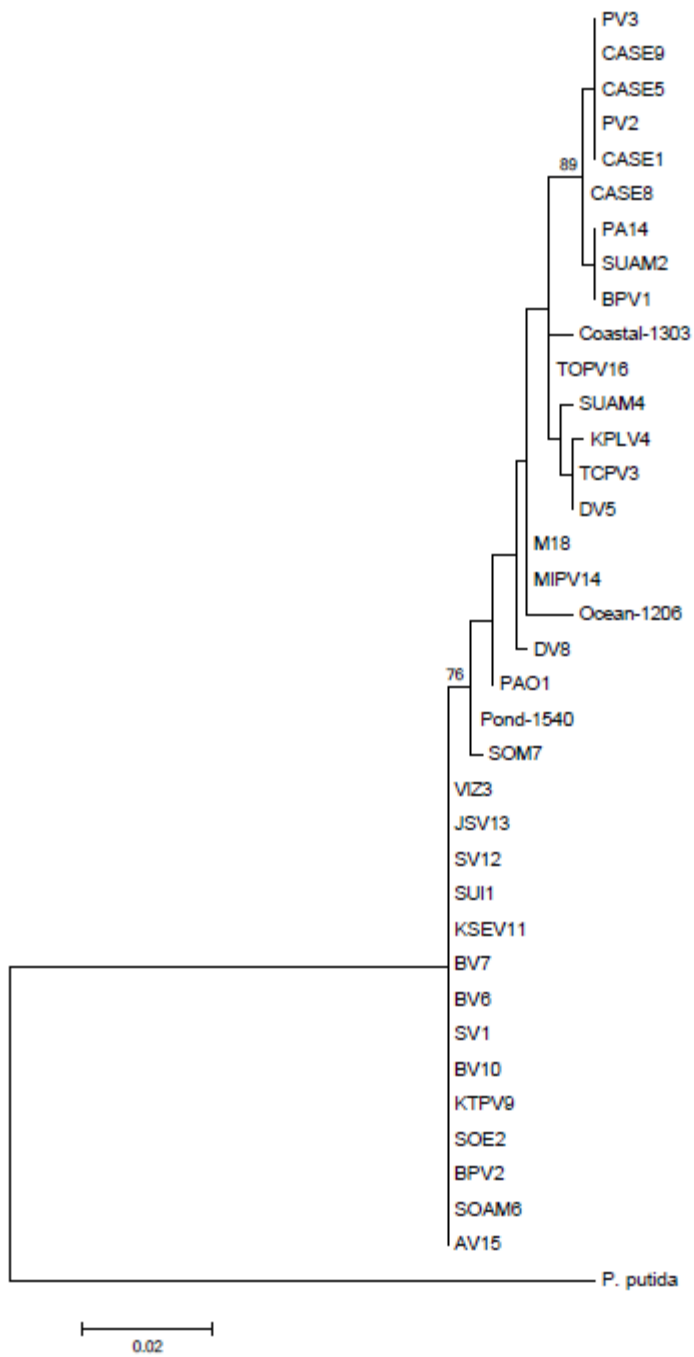 PV3
CASE9
CASE5
PV2
CASE1
89
CASE8
PA14
SUAM2
BPV1
Coastal-1303
TOPV16
SUAM4
KPLV4
TCPV3
DV5
M18
MIPV14
Ocean-1206
DV8
76
PAO1
Pond-1540
SOM7
VIZ3
JSV13
SV12
SUI1
KSEV11
BV7
BV6
SV1
BV10
KTPV9
SOE2
BPV2
SOAM6
AV15
P. putida
0.02